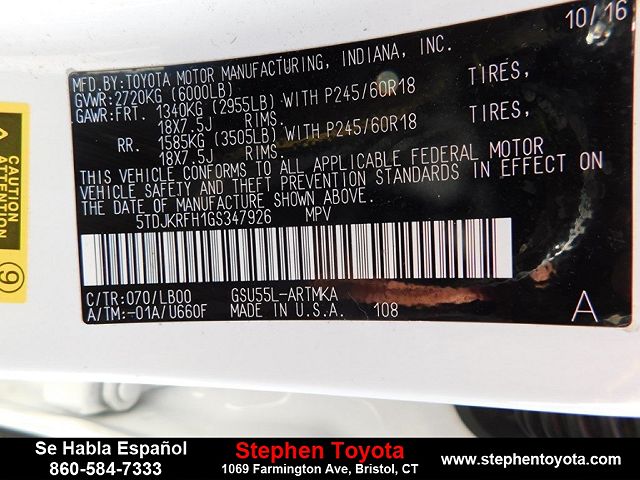 10/16
MFD.BY:TOYOTA MOTOR MANUFACTURING, INDIANA, INC.
GVWR:2720KG (6000LB)
GAWR:FRT. 1340KG (2955LB) WITH P245/60R18 TIRES,
18X7.5J RIMS.
RR. 1585KG (3505LB) WITH P245/60R18 TIRES,
18X7.5J RIMS.
THIS VEHICLE CONFORMS TO ALL APPLICABLE FEDERAL MOTOR
VEHICLE SAFETY AND THEFT PREVENTION STANDARDS IN EFFECT ON
THE DATE OF MANUFACTURE SHOWN ABOVE.
5TDJKRFH1GS347926 MPV
C/TR:070/LB00 GSU55L-ARTMKA
A/TM:-01A/U660F MADE IN U.S.A. 108 A
CAUTION
ATTENTION
9
Se Habla Español
860-584-7333
Stephen Toyota
1069 Farmington Ave, Bristol, CT
www.stephentoyota.com